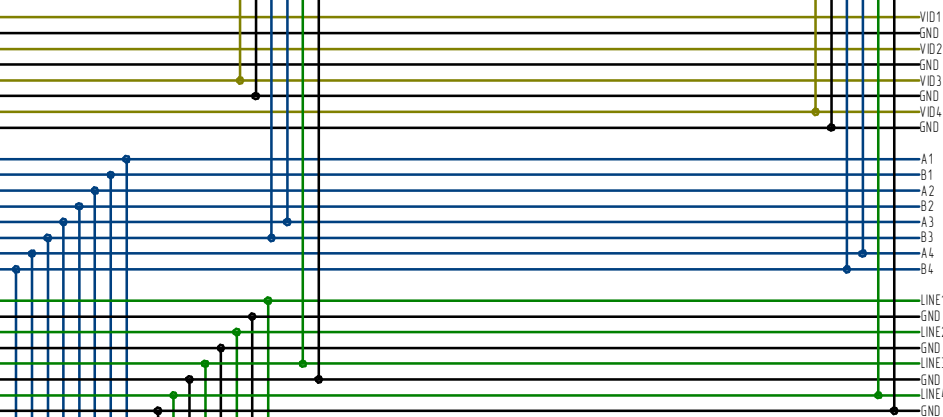 VID1
GND
VID2
GND
VID3
GND
VID4
GND
A1
B1
A2
B2
A3
B3
A4
B4
LINE
GND
LINE2
GND
LINE
GND
LINE
GND